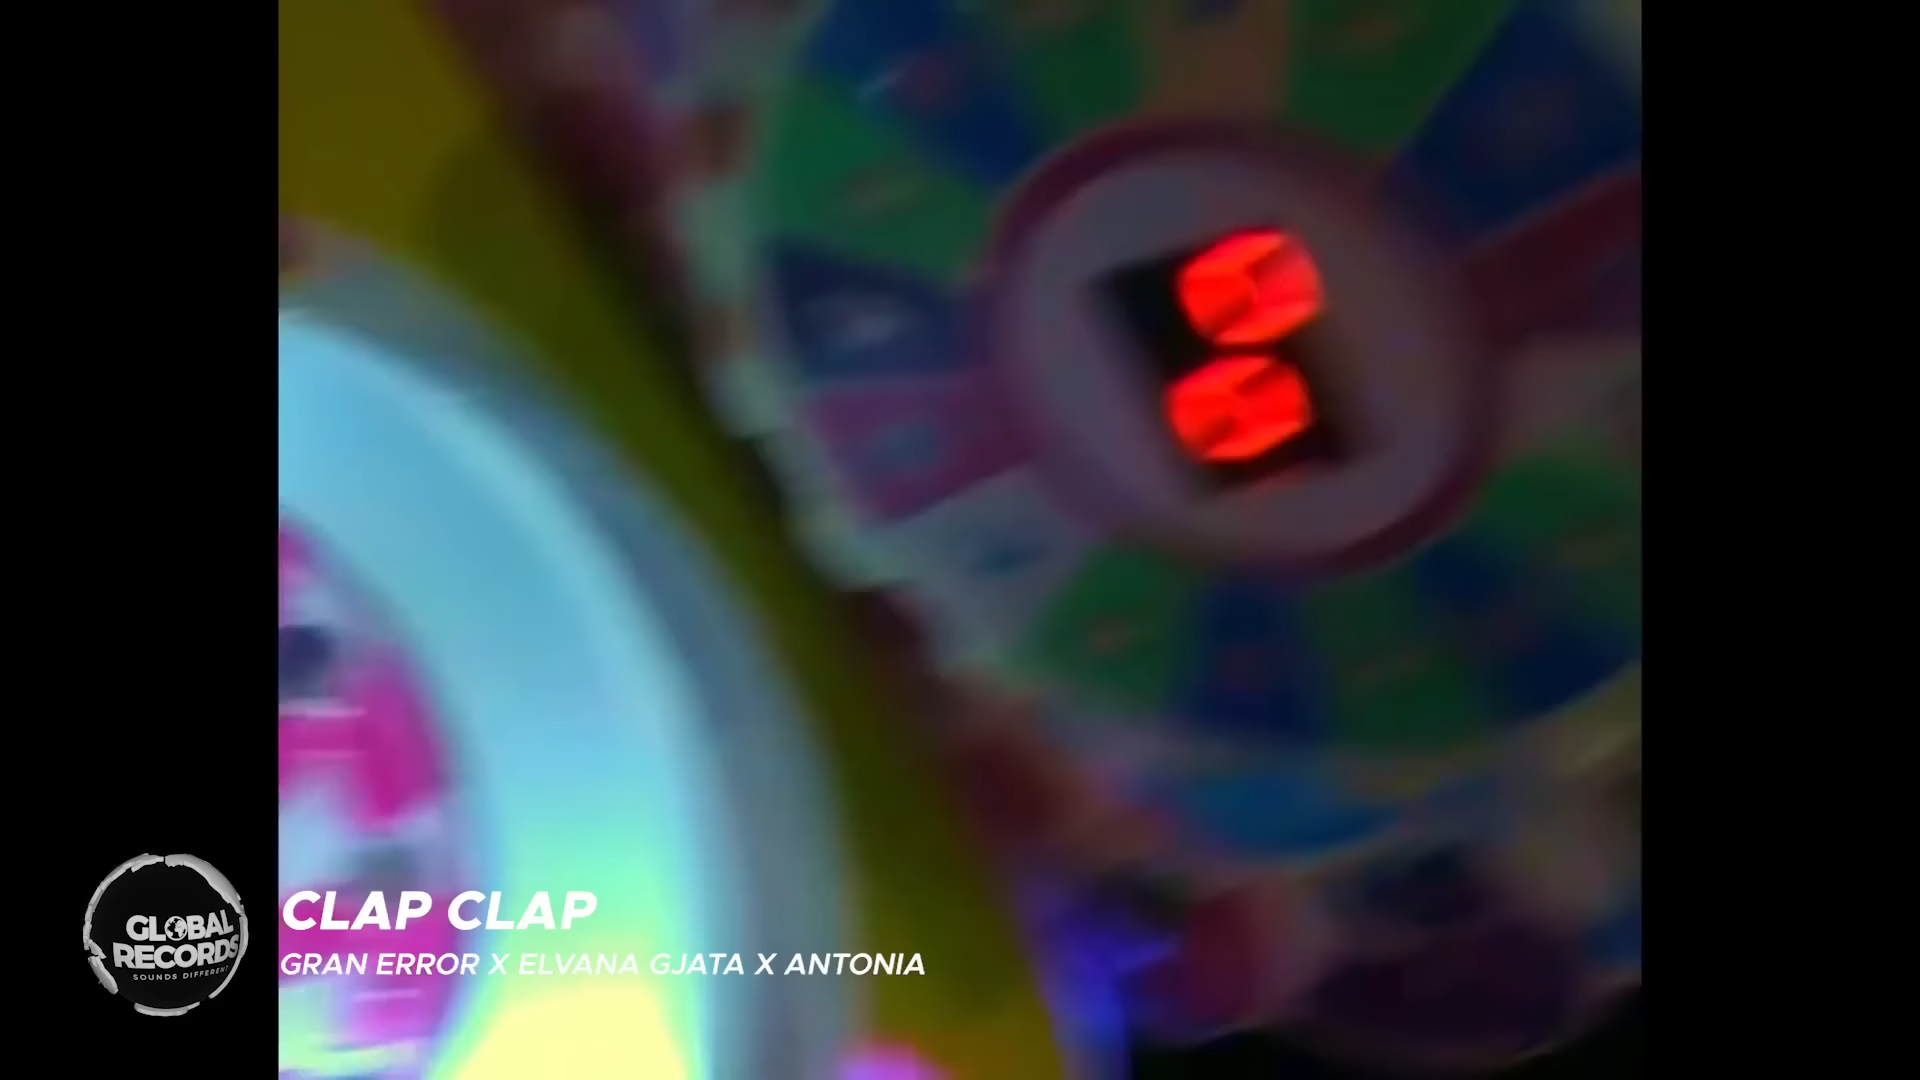 CLAP CLAP
GRAN ERROR X ELVANA GJATA X ANTONIA
GLOBAL
RECORDS
SOUNDS DIFFERENT